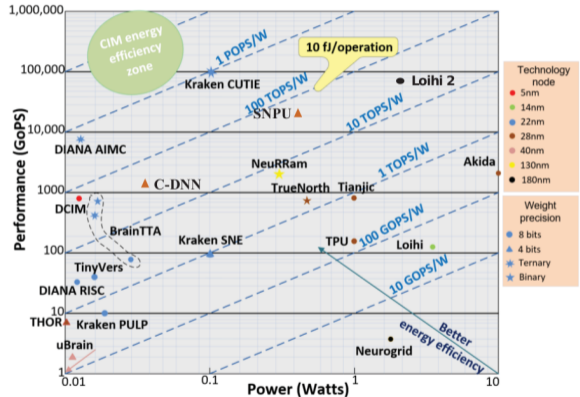 1,000,000
100,000
10,000
1000
100
10
1
Performance (GoPS)
0.01
0.1
1
10
Power (Watts)
CIM energy
efficiency
zone
1 POPS/W
10 fJ/operation
Kraken CUTIE
Loihi 2
100 TOPS/W
SNPU
10 TOPS/W
DIANA AIMC
NeuRRam
1 TOPS/W
Akida
C-DNN
TrueNorth
Tianjic
DCIM
BrainTTA
Kraken SNE
TPU
100 GOPS/W
Loihi
TinyVers
DIANA RISC
10 GOPS/W
THOR
Kraken PULP
uBrain
Neurogrid
Better
energy efficiency
Technology
node
5nm
14nm
22nm
28nm
40nm
130nm
180nm
Weight
precision
8 bits
4 bits
Ternary
Binary